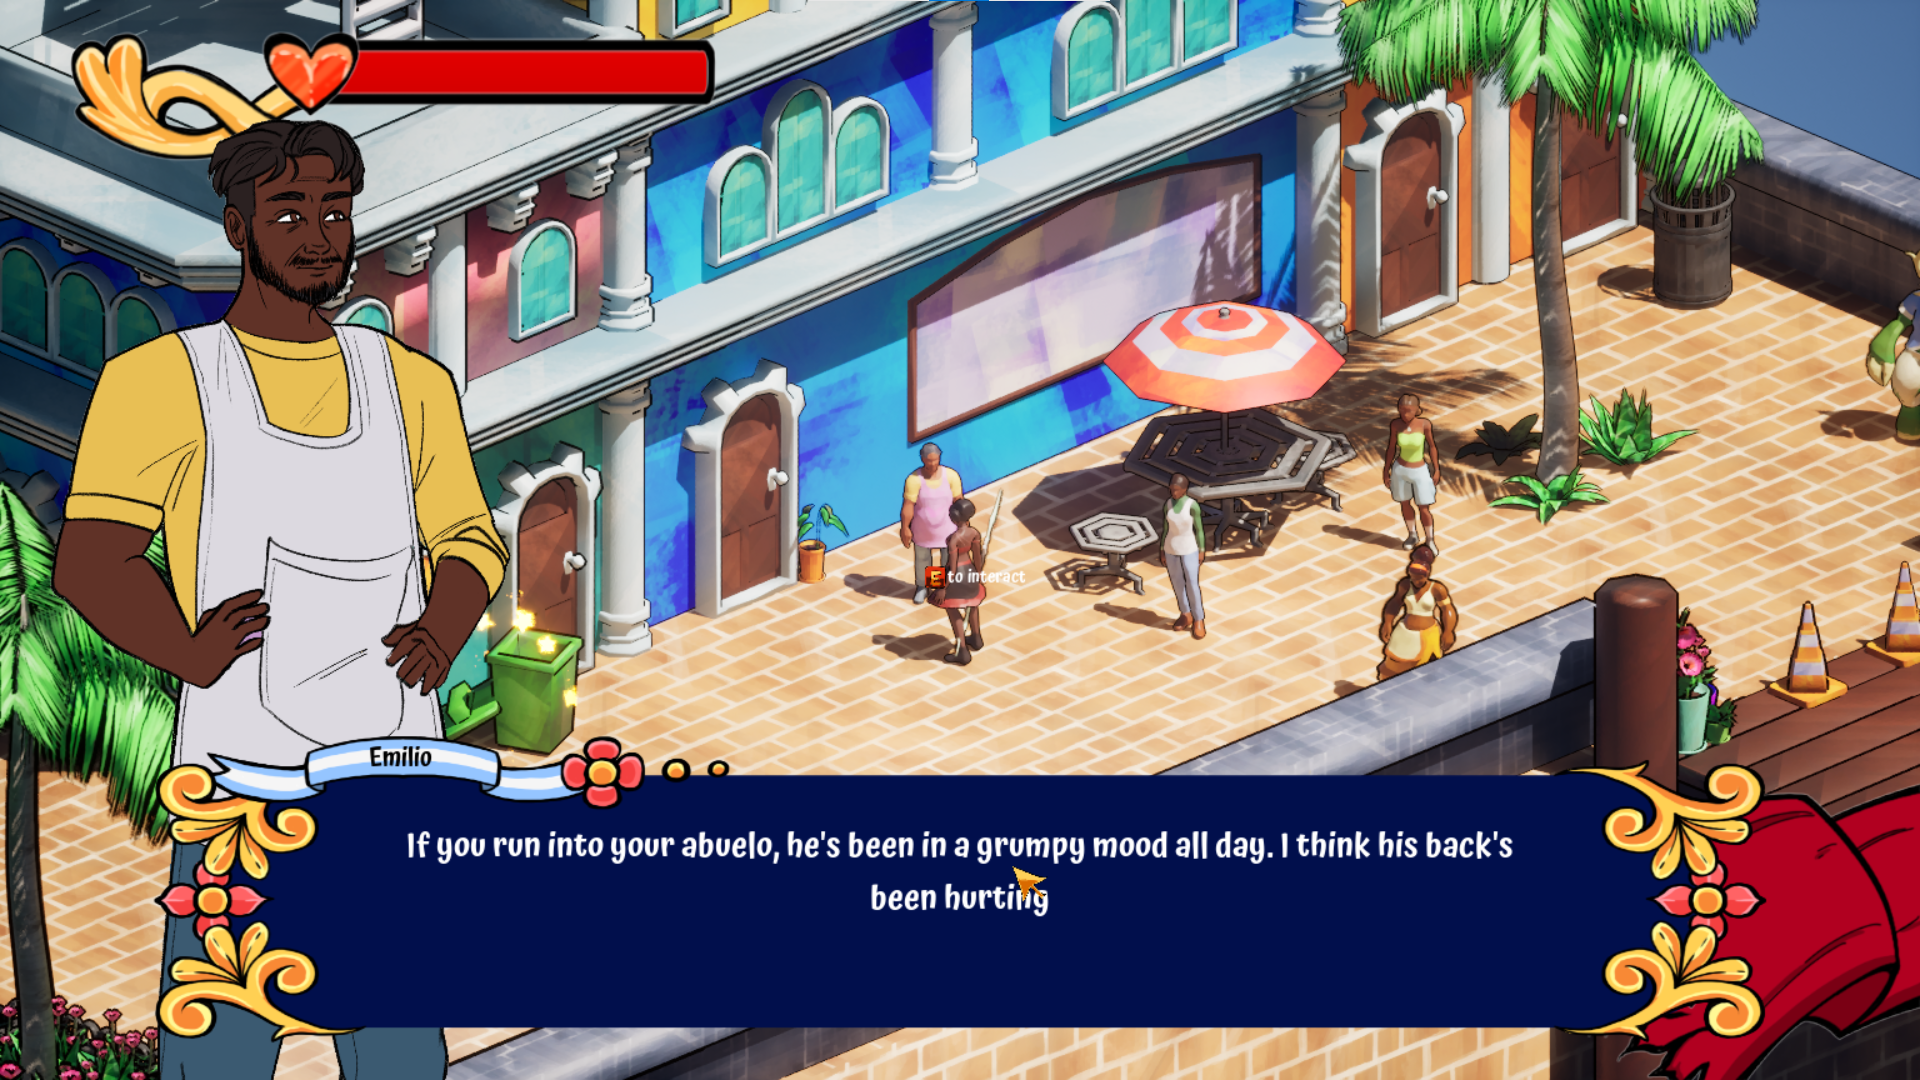 E to interact
Emilio
If you run into your abuelo, he's been in a grumpy mood all day. I think his back's
been hurting